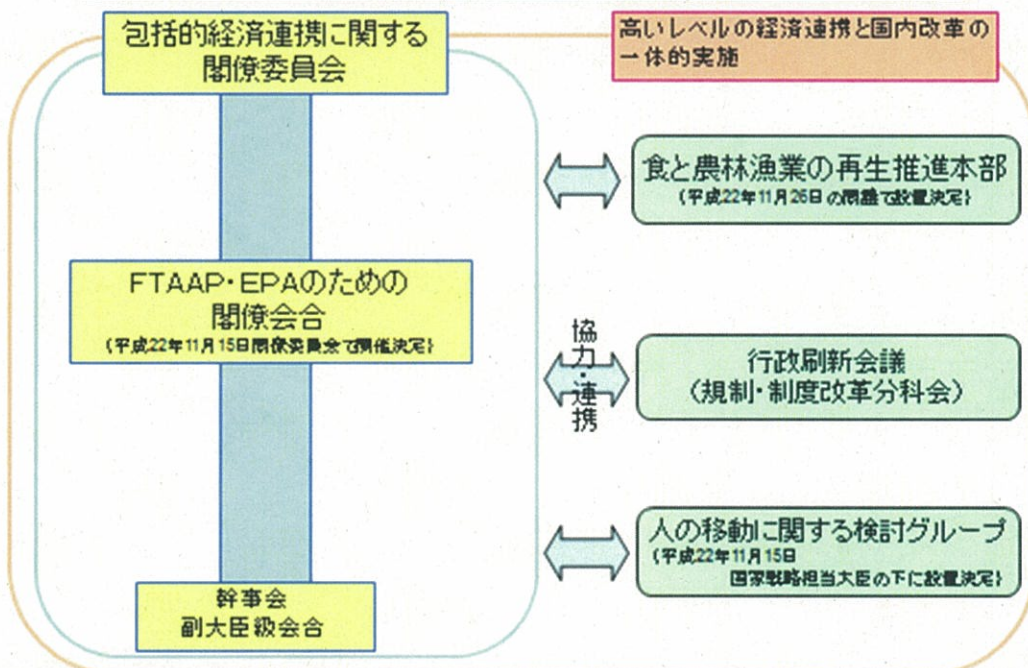 包括的経済連携に関する
閣僚委員会
高いレベルの経済連携と国内改革の
一体的実施
食と農林漁業の再生推進本部
(平成22年11月26日の閣議で設置決定)
FTAAP・EPAのための
閣僚会合
(平成22年11月15日閣僚委員会で開催決定)
協力・連携
行政刷新会議
(規制・制度改革分科会)
人の移動に関する検討グループ
(平成22年11月15日
国家戦略担当大臣の下に設置決定)
幹事会
副大臣級会合